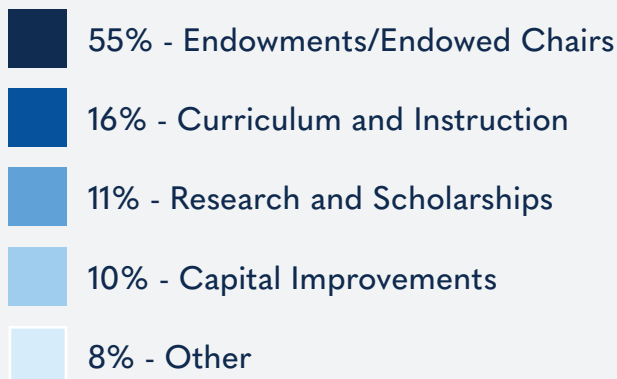 55% - Endowments/Endowed Chairs
16% - Curriculum and Instruction
11% - Research and Scholarships
10% - Capital Improvements
8% - Other